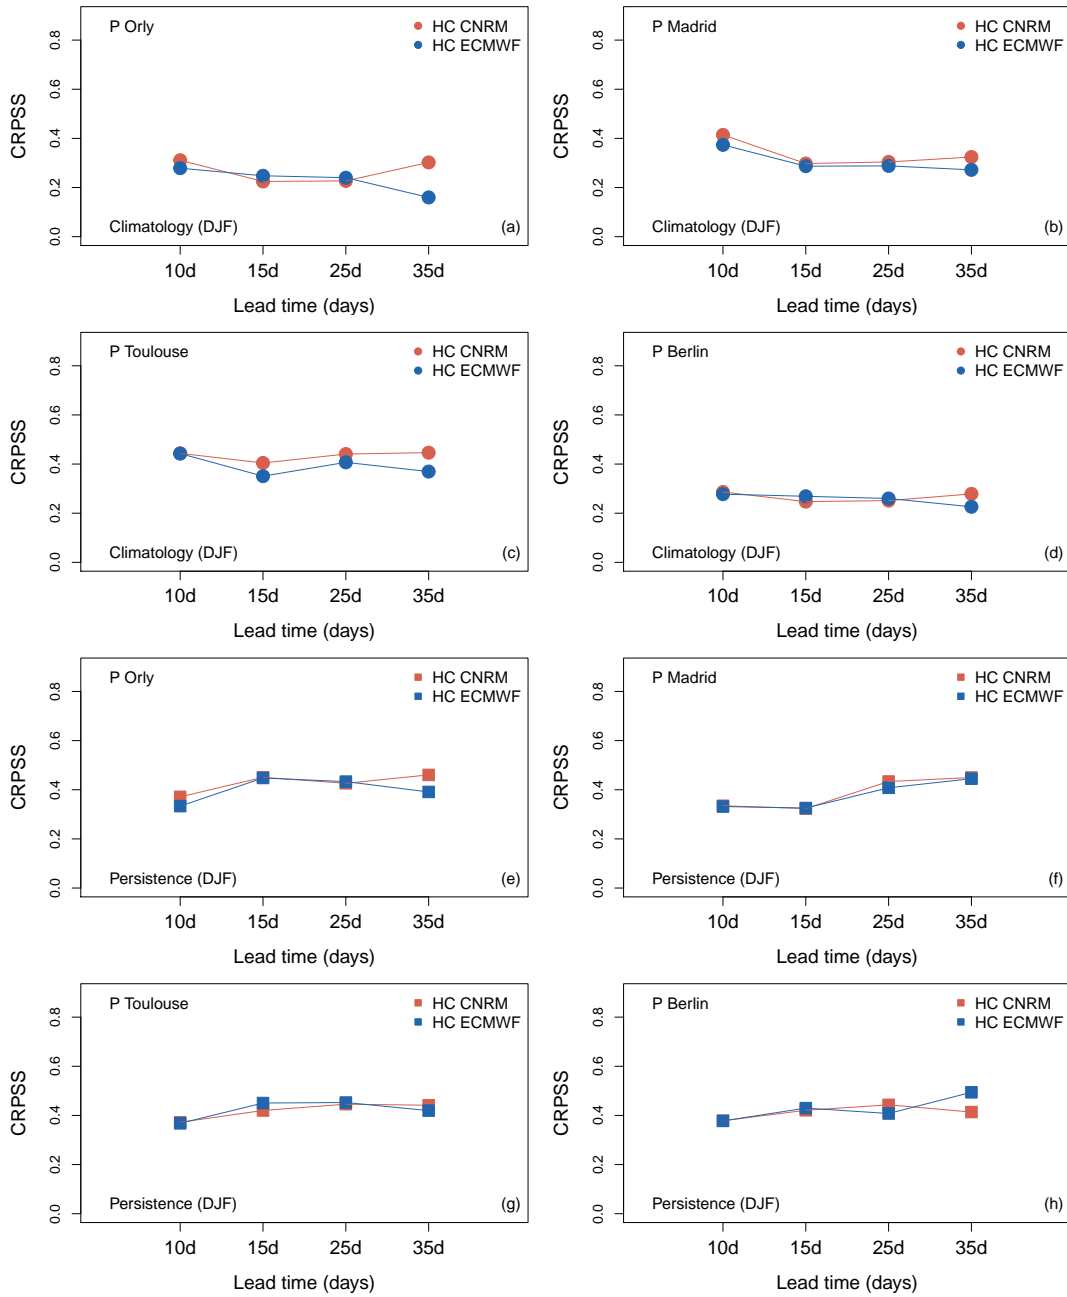 P Orly
HC CNRM
HC ECMWF
CRPSS
0.0 0.2 0.4 0.6 0.8
Climatology (DJF)
(a)
10d 15d 25d 35d
Lead time (days)
P Madrid
HC CNRM
HC ECMWF
CRPSS
0.0 0.2 0.4 0.6 0.8
Climatology (DJF)
(b)
10d 15d 25d 35d
Lead time (days)
P Toulouse
HC CNRM
HC ECMWF
CRPSS
0.0 0.2 0.4 0.6 0.8
Climatology (DJF)
(c)
10d 15d 25d 35d
Lead time (days)
P Berlin
HC CNRM
HC ECMWF
CRPSS
0.0 0.2 0.4 0.6 0.8
Climatology (DJF)
(d)
10d 15d 25d 35d
Lead time (days)
P Orly
HC CNRM
HC ECMWF
CRPSS
0.0 0.2 0.4 0.6 0.8
Persistence (DJF)
(e)
10d 15d 25d 35d
Lead time (days)
P Madrid
HC CNRM
HC ECMWF
CRPSS
0.0 0.2 0.4 0.6 0.8
Persistence (DJF)
(f)
10d 15d 25d 35d
Lead time (days)
P Toulouse
HC CNRM
HC ECMWF
CRPSS
0.0 0.2 0.4 0.6 0.8
Persistence (DJF)
(g)
10d 15d 25d 35d
Lead time (days)
P Berlin
HC CNRM
HC ECMWF
CRPSS
0.0 0.2 0.4 0.6 0.8
Persistence (DJF)
(h)
10d 15d 25d 35d
Lead time (days)